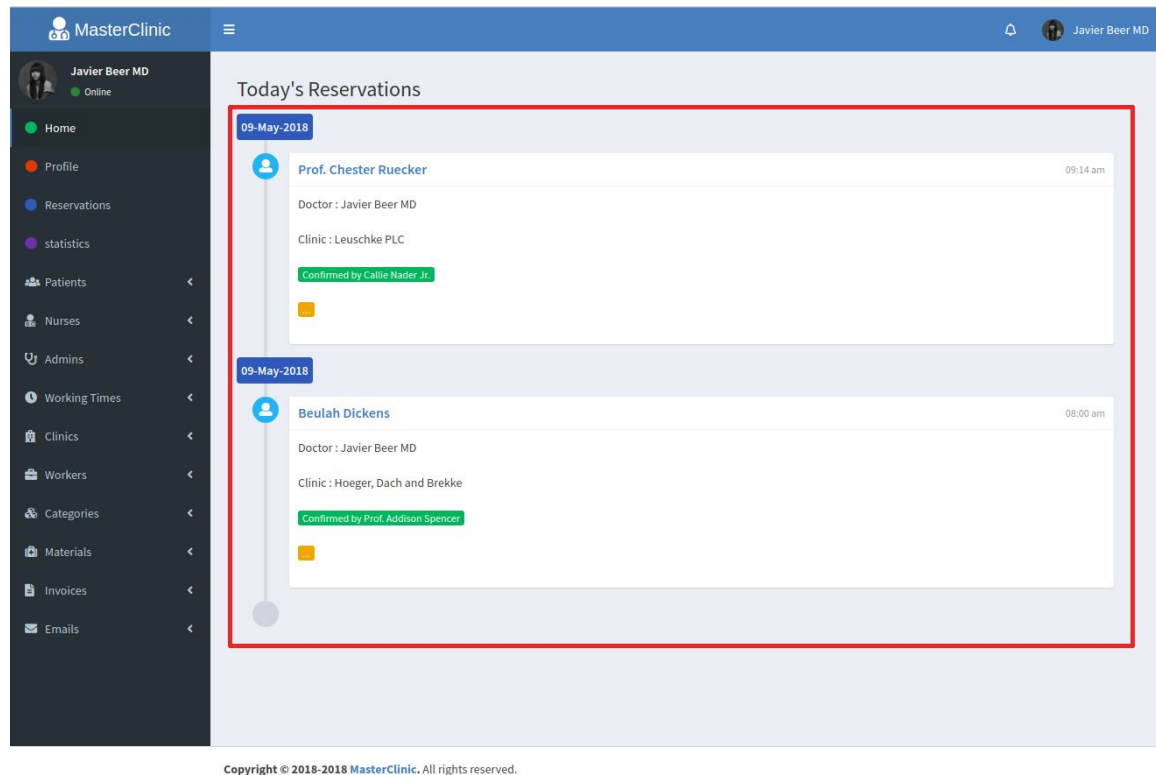 MasterClinic
Javier Beer MD
Javier Beer MD
Online
Home
Profile
Reservations
statistics
Patients
Nurses
Admins
Working Times
Clinics
Workers
Categories
Materials
Invoices
Emails
Today's Reservations
09-May-2018
Prof. Chester Ruecker 09:14 am
Doctor : Javier Beer MD
Clinic : Leuschke PLC
Confirmed by Callie Nader Jr.
...
09-May-2018
Beulah Dickens 08:00 am
Doctor : Javier Beer MD
Clinic : Hoeger, Dach and Brekke
Confirmed by Prof. Addison Spencer
...
Copyright © 2018-2018 MasterClinic. All rights reserved.